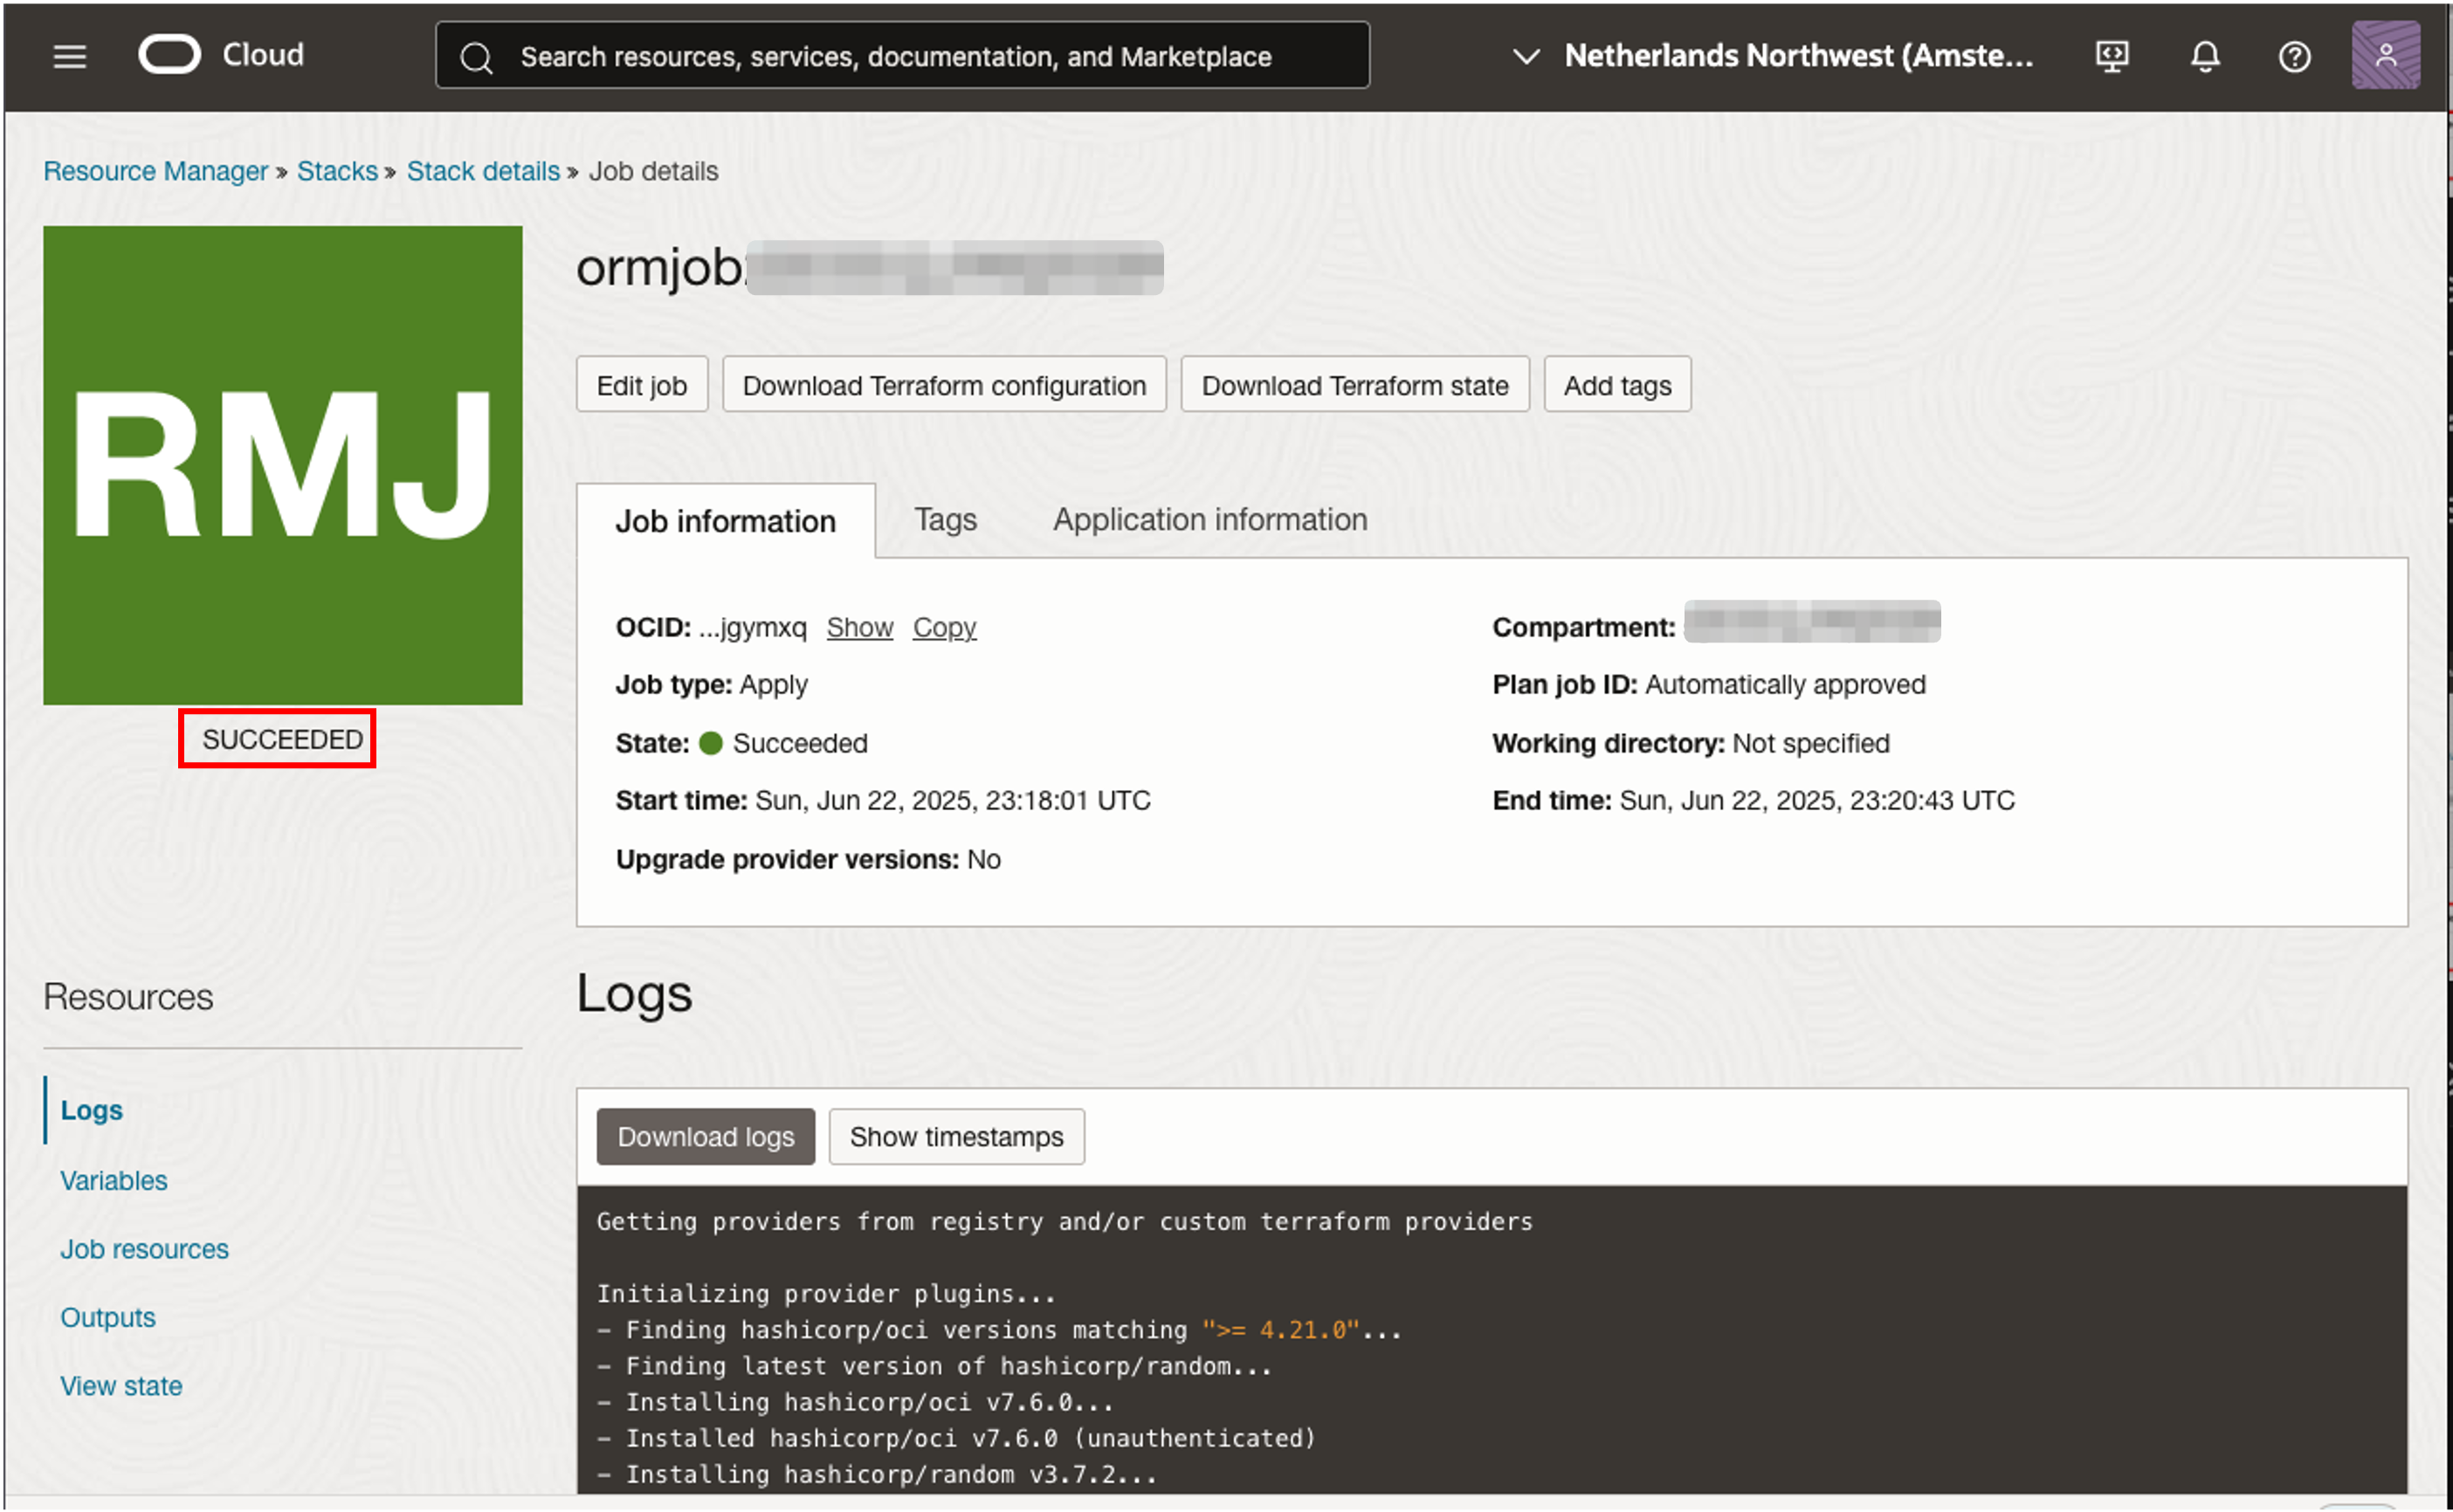 Cloud
Search resources, services, documentation, and Marketplace
Netherlands Northwest (Amste...
Resource Manager » Stacks » Stack details » Job details
RMJ
SUCCEEDED
ormjob
Edit job
Download Terraform configuration
Download Terraform state
Add tags
Job information
Tags
Application information
OCID: ...jgymxq Show Copy
Compartment:
Job type: Apply
Plan job ID: Automatically approved
State: Succeeded
Working directory: Not specified
Start time: Sun, Jun 22, 2025, 23:18:01 UTC
End time: Sun, Jun 22, 2025, 23:20:43 UTC
Upgrade provider versions: No
Resources
Logs
Variables
Job resources
Outputs
View state
Logs
Download logs
Show timestamps
Getting providers from registry and/or custom terraform providers
Initializing provider plugins...
– Finding hashicorp/oci versions matching ">= 4.21.0"...
– Finding latest version of hashicorp/random...
– Installing hashicorp/oci v7.6.0...
– Installed hashicorp/oci v7.6.0 (unauthenticated)
– Installing hashicorp/random v3.7.2...